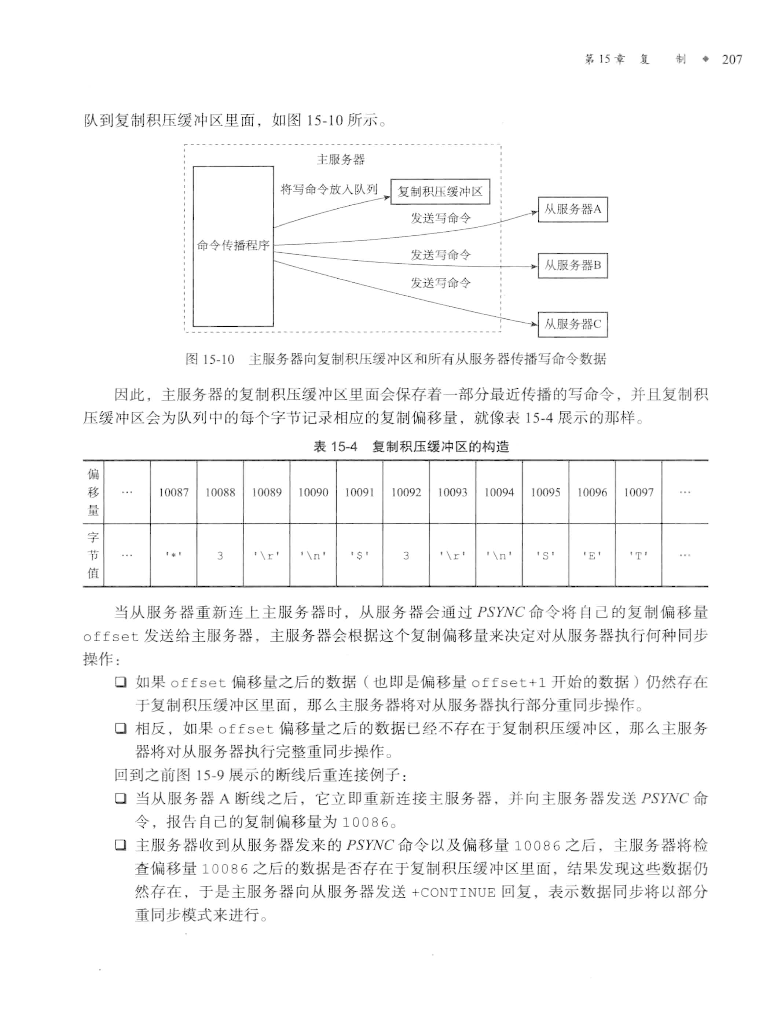 第15章 复 制 ◆ 207
队到复制积压缓冲区里面，如图 15-10 所示。
主服务器
将写命令放入队列
复制积压缓冲区
发送写命令
从服务器A
命令传播程序
发送写命令
从服务器B
发送写命令
从服务器C
图 15-10 主服务器向复制积压缓冲区和所有从服务器传播写命令数据
因此，主服务器的复制积压缓冲区里面会保存着一部分最近传播的写命令，并且复制积
压缓冲区会为队列中的每个字节记录相应的复制偏移量，就像表 15-4 展示的那样。
表 15-4 复制积压缓冲区的构造
偏移量 … 10087 10088 10089 10090 10091 10092 10093 10094 10095 10096 10097 …
字节值 … '*' 3 '\r' '\n' '$' 3 '\r' '\n' 'S' 'E' 'T' …
当从服务器重新连上主服务器时，从服务器会通过 PSYNC 命令将自己的复制偏移量
offset 发送给主服务器，主服务器会根据这个复制偏移量来决定对从服务器执行何种同步
操作：
❑ 如果 offset 偏移量之后的数据（也即是偏移量 offset+1 开始的数据）仍然存在
于复制积压缓冲区里面，那么主服务器将对从服务器执行部分重同步操作。
❑ 相反，如果 offset 偏移量之后的数据已经不存在于复制积压缓冲区，那么主服务
器将对从服务器执行完整重同步操作。
回到之前图 15-9 展示的断线后重连接例子：
❑ 当从服务器 A 断线之后，它立即重新连接主服务器，并向主服务器发送 PSYNC 命
令，报告自己的复制偏移量为 10086。
❑ 主服务器收到从服务器发来的 PSYNC 命令以及偏移量 10086 之后，主服务器将检
查偏移量 10086 之后的数据是否存在于复制积压缓冲区里面，结果发现这些数据仍
然存在，于是主服务器向从服务器发送 +CONTINUE 回复，表示数据同步将以部分
重同步模式来进行。